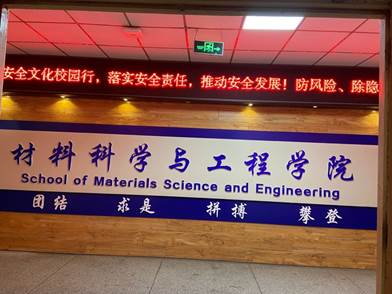 安全文化校园行，落实安全责任，推动安全发展！防风险、除隐
材料科学与工程学院
School of Materials Science and Engineering
团结 求是 拼搏 攀登